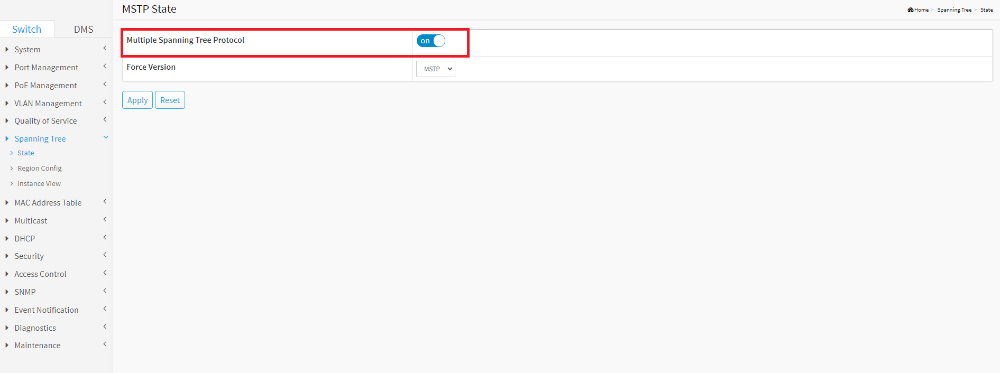 MSTP State
Home Spanning Tree State
Switch DMS
Multiple Spanning Tree Protocol on
Force Version MSTP
Apply Reset
System
Port Management
PoE Management
VLAN Management
Quality of Service
Spanning Tree
State
Region Config
Instance View
MAC Address Table
Multicast
DHCP
Security
Access Control
SNMP
Event Notification
Diagnostics
Maintenance